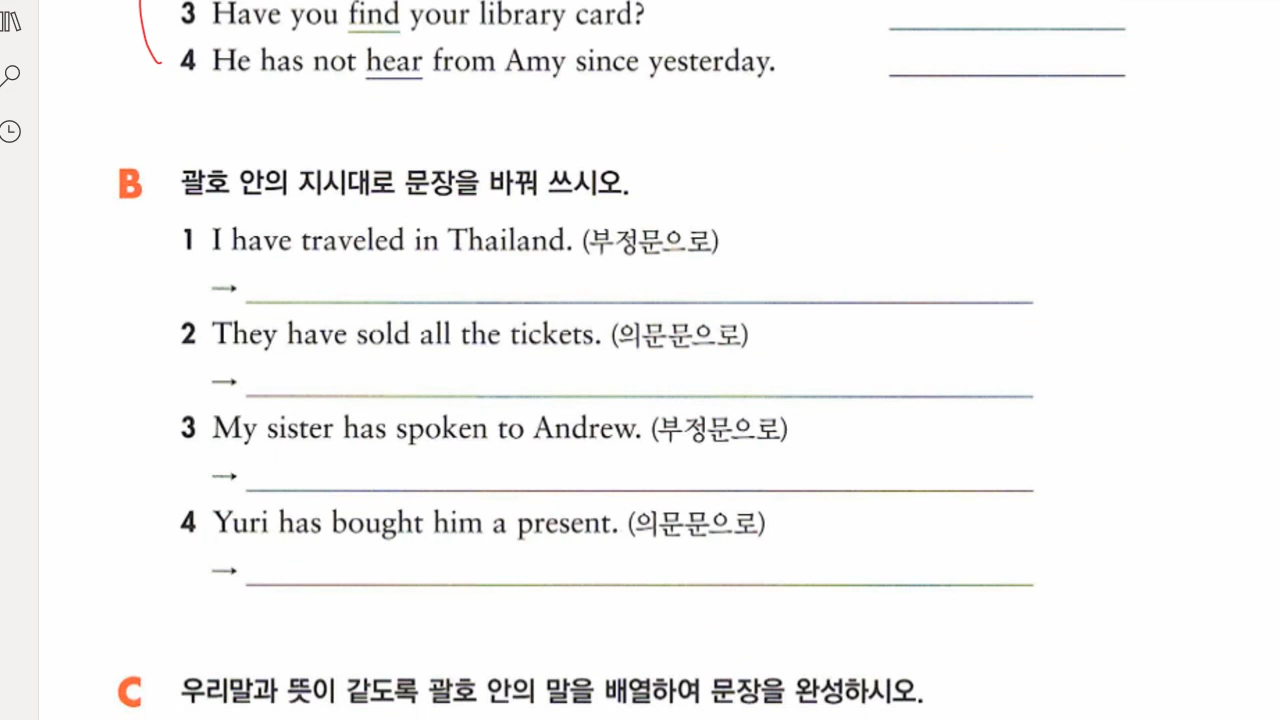 3 Have you find your library card?
4 He has not hear from Amy since yesterday.
B 괄호 안의 지시대로 문장을 바꿔 쓰시오.
1 I have traveled in Thailand. (부정문으로)
→
2 They have sold all the tickets. (의문문으로)
→
3 My sister has spoken to Andrew. (부정문으로)
→
4 Yuri has bought him a present. (의문문으로)
→
C 우리말과 뜻이 같도록 괄호 안의 말을 배열하여 문장을 완성하시오.